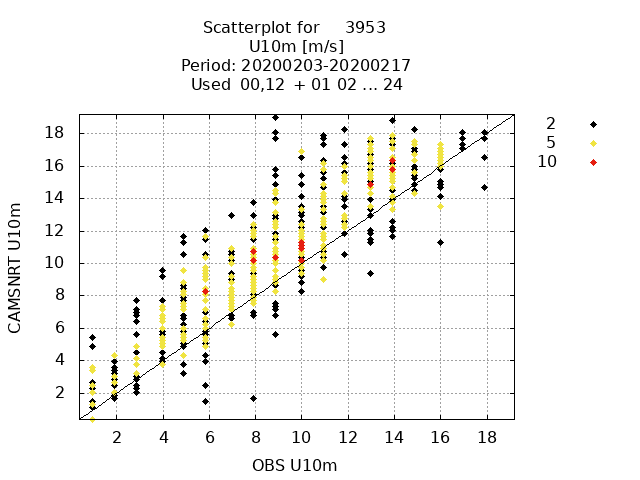 Scatterplot for 3953
U10m [m/s]
Period: 20200203-20200217
Used 00,12 + 01 02 ... 24
2
5
10
18
16
14
12
10
8
6
4
2
CAMSNRT U10m
2 4 6 8 10 12 14 16 18
OBS U10m